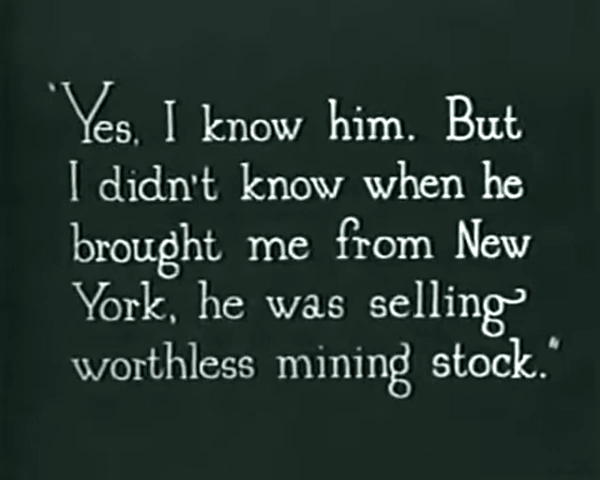 "Yes, I know him. But
I didn't know when he
brought me from New
York, he was selling
worthless mining stock."